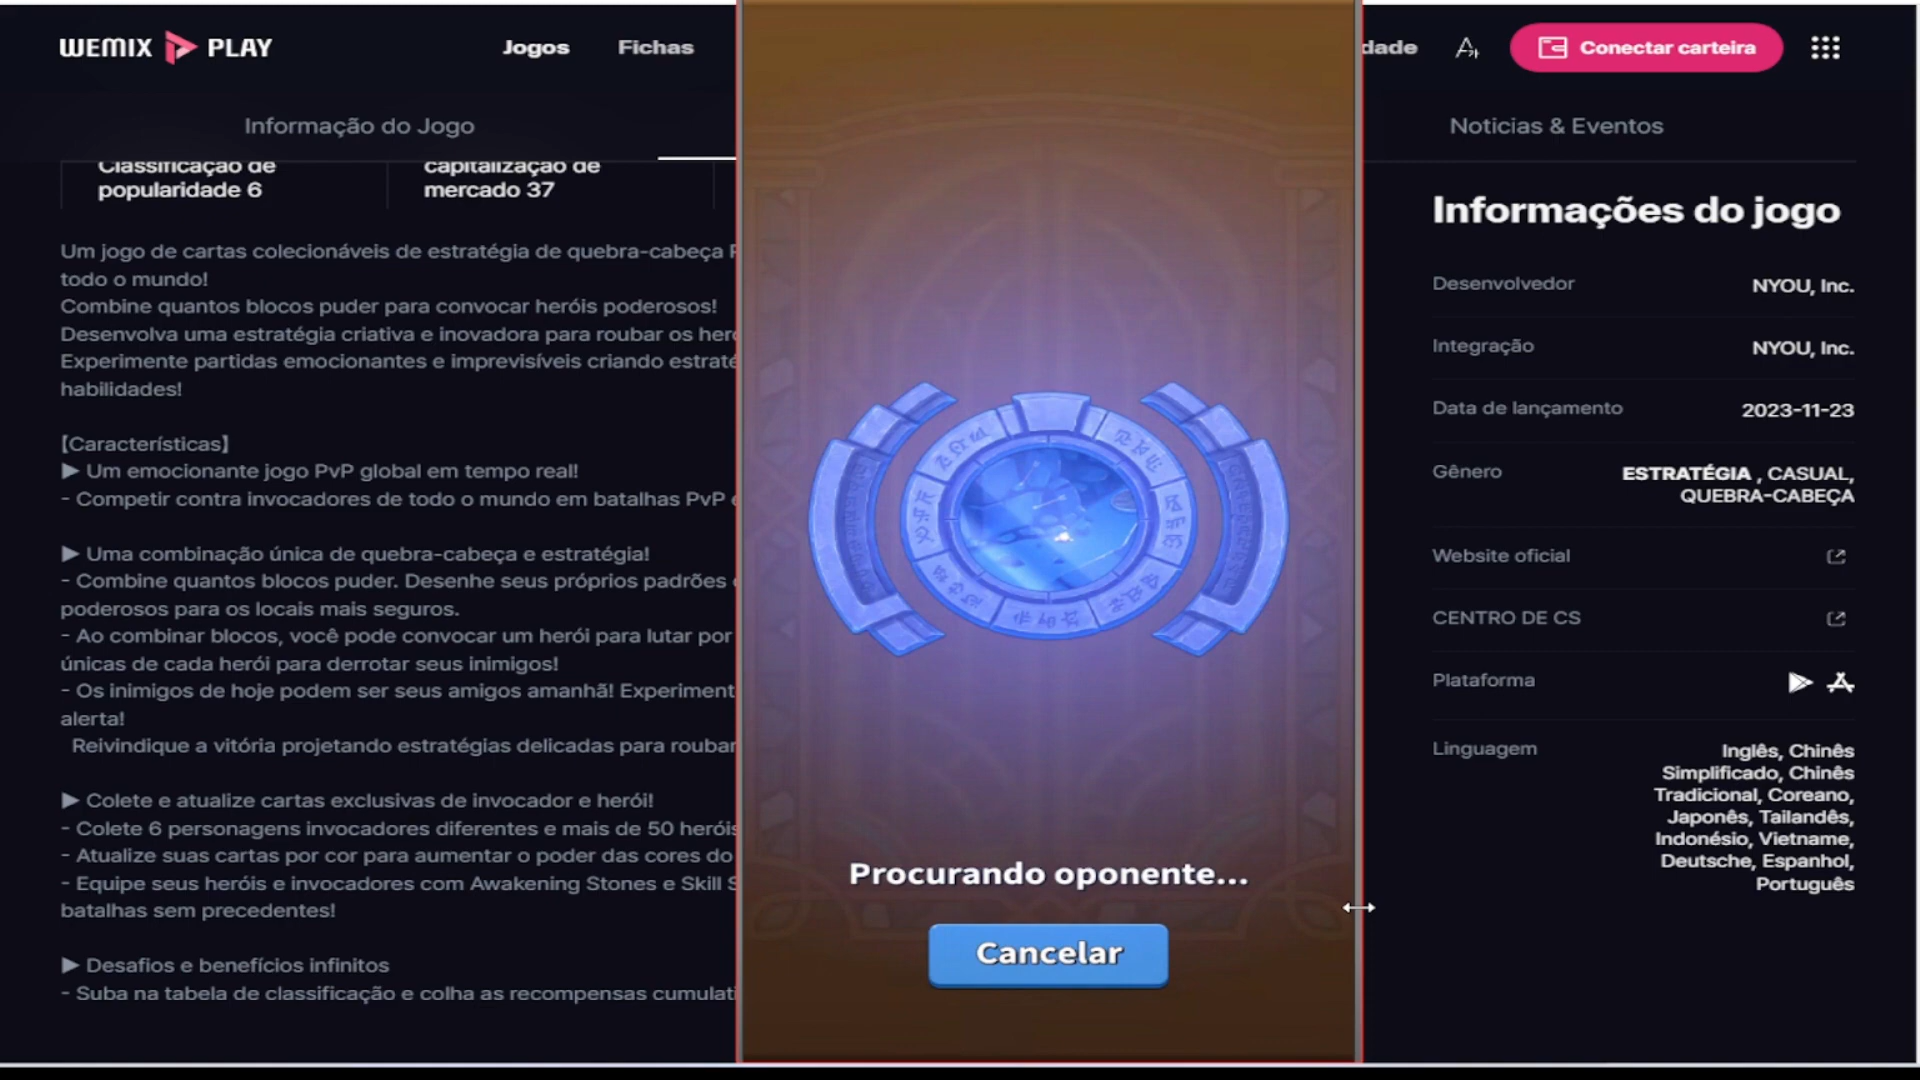 WEMIX PLAY
Jogos
Fichas
dade
Conectar carteira
Informação do Jogo
Noticias & Eventos
Classificação de
popularidade 6
capitalização de
mercado 37
Um jogo de cartas colecionáveis de estratégia de quebra-cabeça
todo o mundo!
Combine quantos blocos puder para convocar heróis poderosos!
Desenvolva uma estratégia criativa e inovadora para roubar os
Experimente partidas emocionantes e imprevisíveis criando
habilidades!
【Características】
▶ Um emocionante jogo PvP global em tempo real!
- Competir contra invocadores de todo o mundo em batalhas PvP
▶ Uma combinação única de quebra-cabeça e estratégia!
- Combine quantos blocos puder. Desenhe seus próprios padrões
poderosos para os locais mais seguros.
- Ao combinar blocos, você pode convocar um herói para lutar por
únicas de cada herói para derrotar seus inimigos!
- Os inimigos de hoje podem ser seus amigos amanhã! Experiment
alerta!
Reivindique a vitória projetando estratégias delicadas para roubar
▶ Colete e atualize cartas exclusivas de invocador e herói!
- Colete 6 personagens invocadores diferentes e mais de 50 heróis
- Atualize suas cartas por cor para aumentar o poder das cores do
- Equipe seus heróis e invocadores com Awakening Stones e Skill S
batalhas sem precedentes!
▶ Desafios e benefícios infinitos
- Suba na tabela de classificação e colha as recompensas cumulati
Procurando oponente...
Cancelar
Informações do jogo
Desenvolvedor
NYOU, Inc.
Integração
NYOU, Inc.
Data de lançamento
2023-11-23
Gênero
ESTRATÉGIA , CASUAL,
QUEBRA-CABEÇA
Website oficial
CENTRO DE CS
Plataforma
Linguagem
Inglês, Chinês
Simplificado, Chinês
Tradicional, Coreano,
Japonês, Tailandês,
Indonésio, Vietname,
Deutsche, Espanhol,
Português